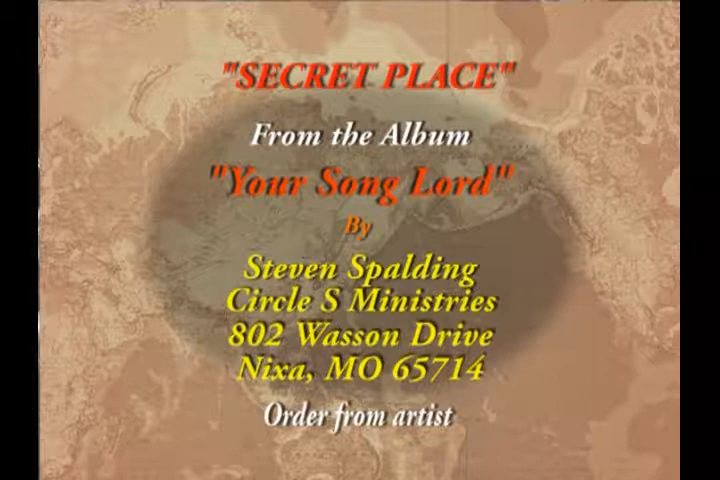 "SECRET PLACE"
From the Album
"Your Song Lord"
By
Steven Spalding
Circle S Ministries
802 Wasson Drive
Nixa, MO 65714
Order from artist